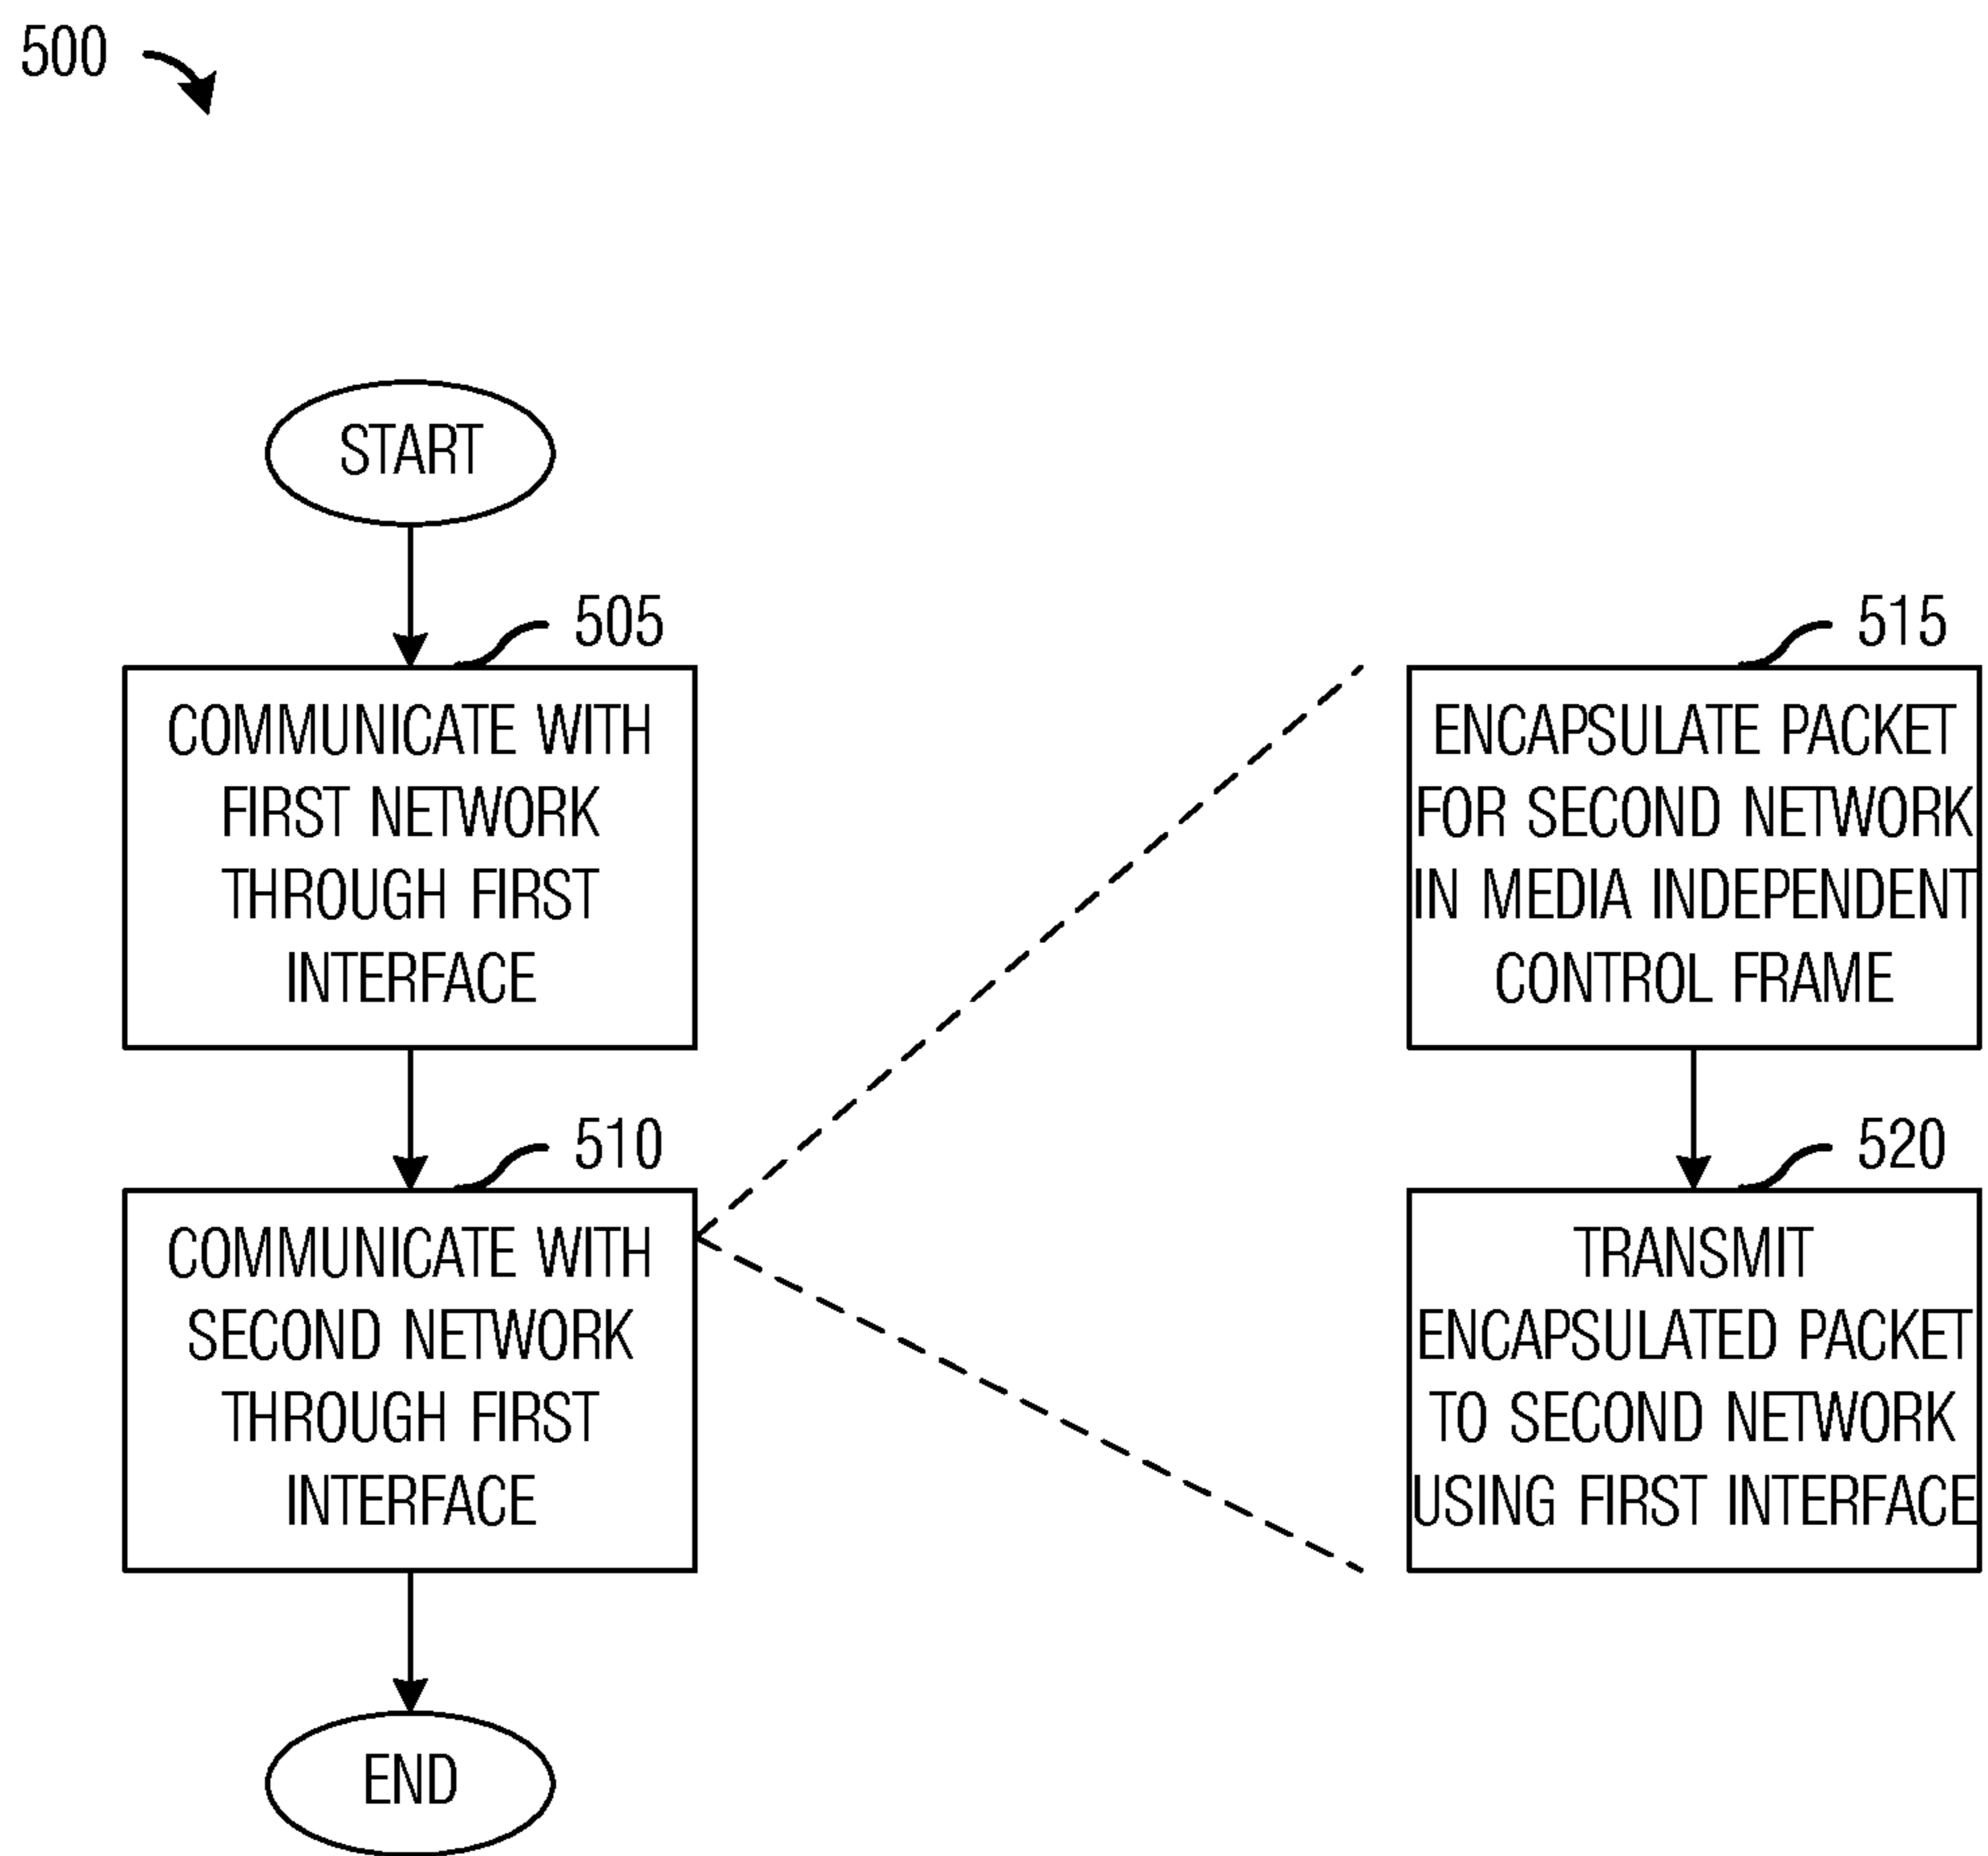 500
START
505
COMMUNICATE WITH
FIRST NETWORK
THROUGH FIRST
INTERFACE
510
COMMUNICATE WITH
SECOND NETWORK
THROUGH FIRST
INTERFACE
END
515
ENCAPSULATE PACKET
FOR SECOND NETWORK
IN MEDIA INDEPENDENT
CONTROL FRAME
520
TRANSMIT
ENCAPSULATED PACKET
TO SECOND NETWORK
USING FIRST INTERFACE